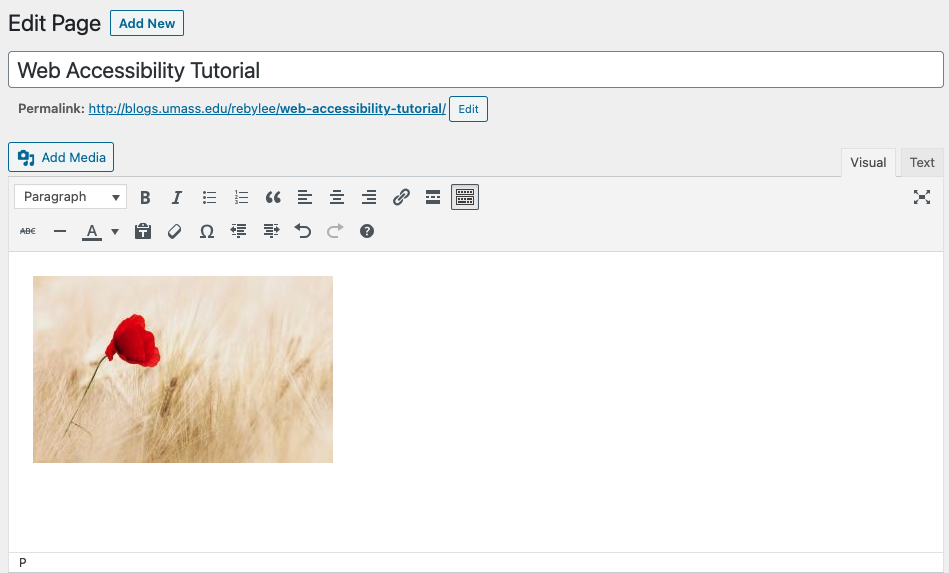 Edit Page Add New
Web Accessibility Tutorial
Permalink: http://blogs.umass.edu/rebylee/web-accessibility-tutorial/ Edit
Add Media
Visual Text
Paragraph B I
ABC A
P